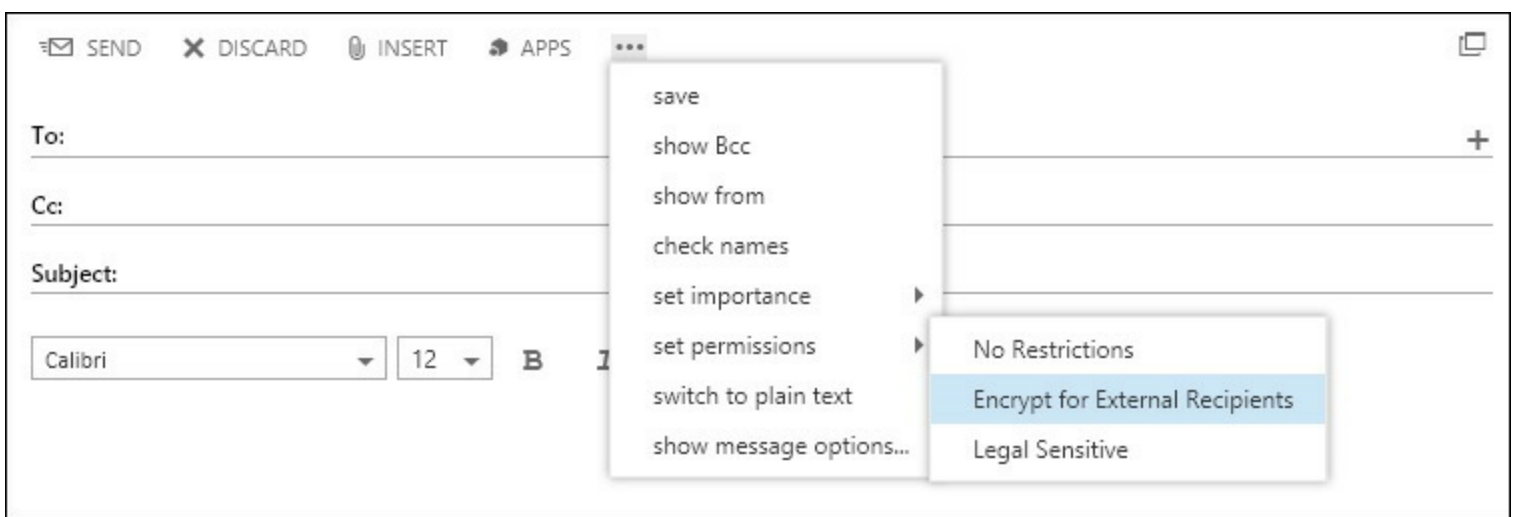 SEND DISCARD INSERT APPS •••
save
To:
show Bcc
show from
Cc:
check names
Subject:
set importance
set permissions
No Restrictions
Calibri 12 B I
switch to plain text
Encrypt for External Recipients
show message options...
Legal Sensitive